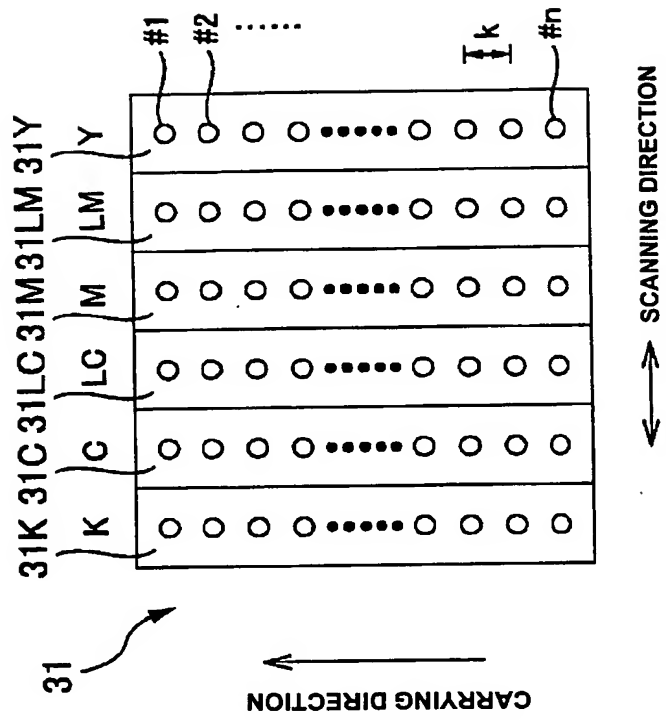 31K 31C 31LC 31M 31LM 31Y
K C LC M LM Y
31
#1
#2
......
k
#n
CARRYING DIRECTION
SCANNING DIRECTION